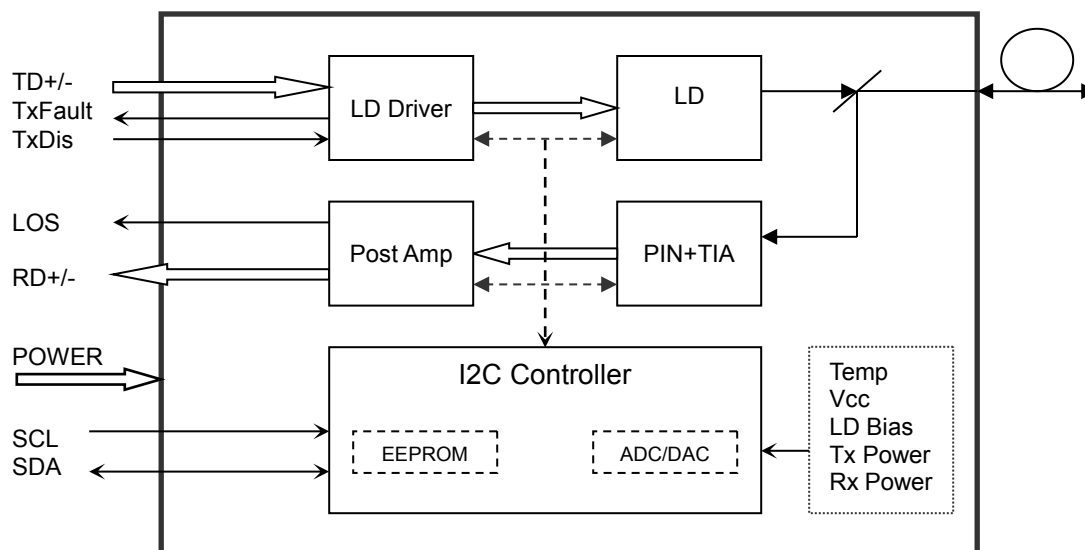 TD+/-
TxFault
TxDis
LD Driver
LD
LOS
RD+/-
Post Amp
PIN+TIA
POWER
SCL
SDA
I2C Controller
EEPROM
ADC/DAC
Temp
Vcc
LD Bias
Tx Power
Rx Power